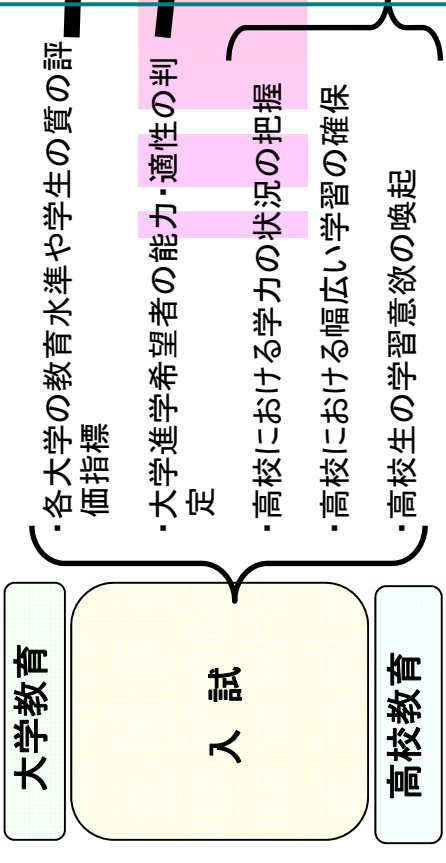 大学教育
入 試
高校教育
・各大学の教育水準や学生の質の評
価指標
・大学進学希望者の能力・適性の判
定
・高校における学力の状況の把握
・高校における幅広い学習の確保
・高校生の学習意欲の喚起